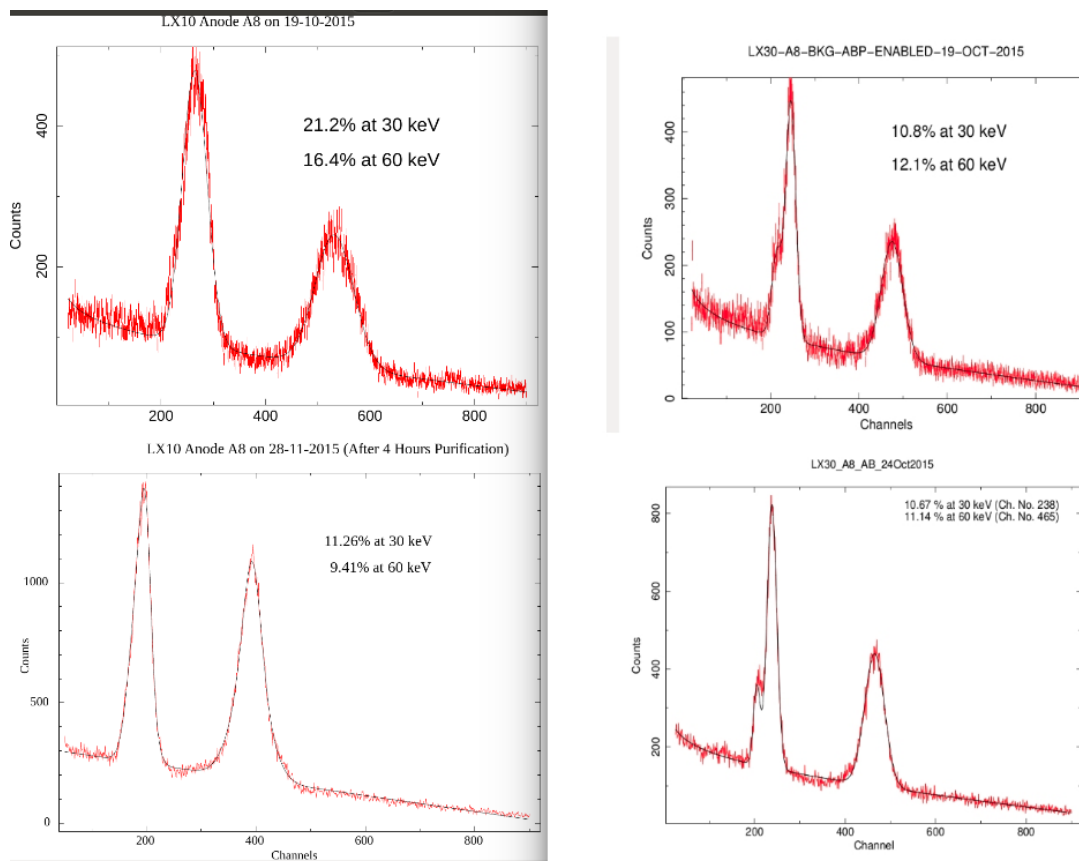 LX10 Anode A8 on 19-10-2015
21.2% at 30 keV
16.4% at 60 keV
Counts
400
200
200 400 600 800
LX30-A8-BKG-ABP-ENABLED-19-OCT-2015
10.8% at 30 keV
12.1% at 60 keV
Counts
400
300
200
100
0
200 400 600 800
Channels
LX10 Anode A8 on 28-11-2015 (After 4 Hours Purification)
11.26% at 30 keV
9.41% at 60 keV
Counts
1000
500
0
200 400 600 800
Channels
LX30_A8_AB_24Oct2015
10.67 % at 30 keV (Ch. No. 238)
11.14 % at 60 keV (Ch. No. 465)
Counts
800
600
400
200
200 400 600 800
Channel